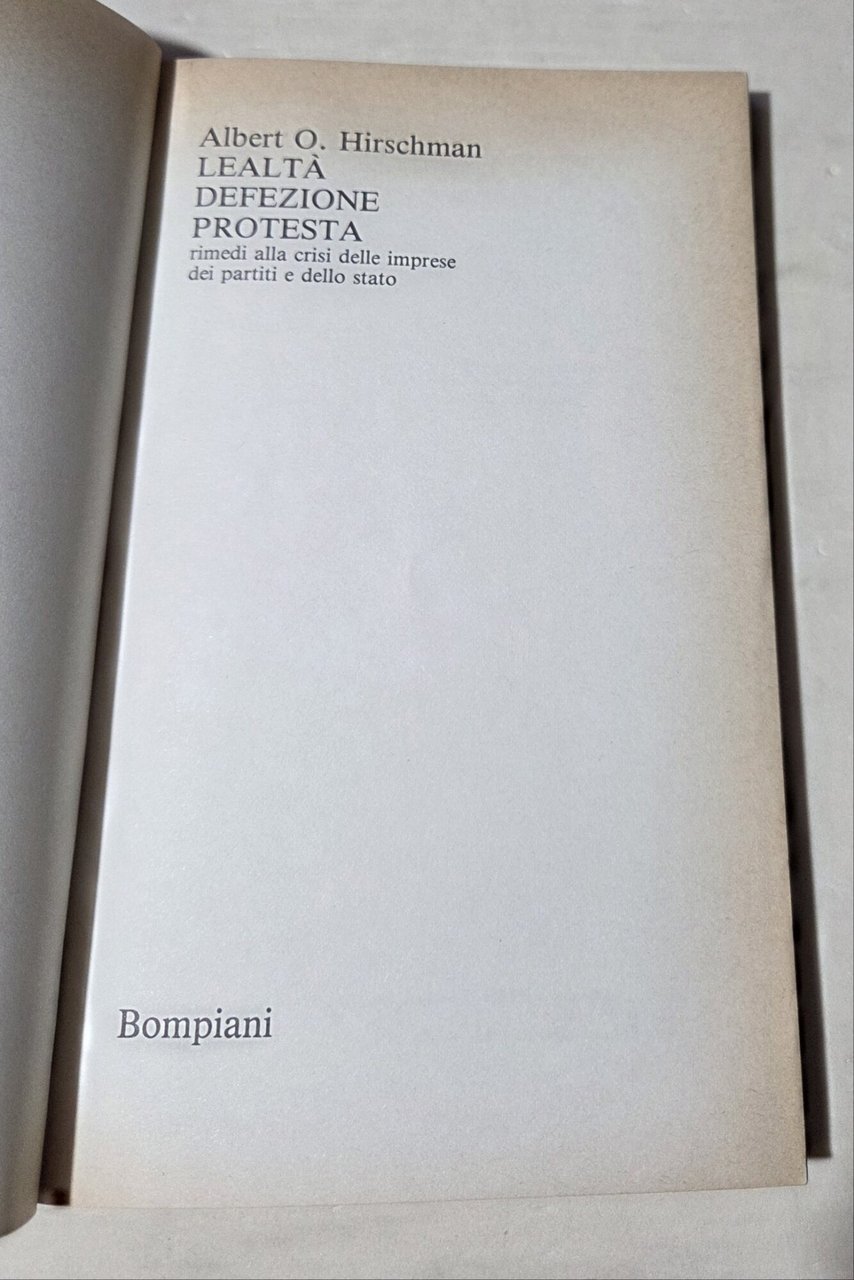 Albert O. Hirschman
LEALTÀ
DEFEZIONE
PROTESTA
rimedi alla crisi delle imprese
dei partiti e dello stato
Bompiani